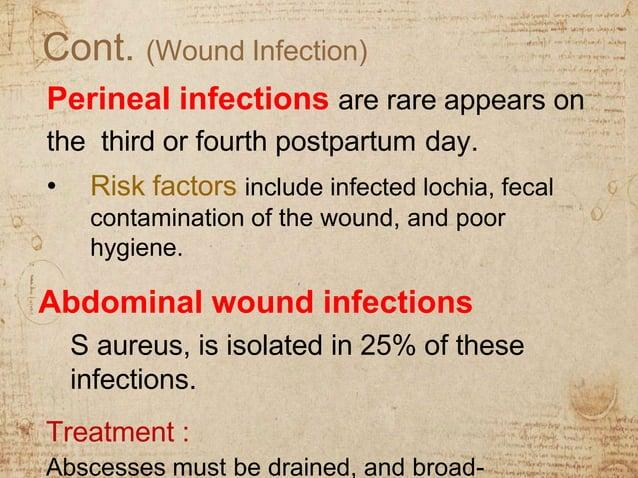 Cont. (Wound Infection)
Perineal infections are rare appears on
the third or fourth postpartum day.
• Risk factors include infected lochia, fecal
contamination of the wound, and poor
hygiene.
Abdominal wound infections
S aureus, is isolated in 25% of these
infections.
Treatment :
Abscesses must be drained, and broad-